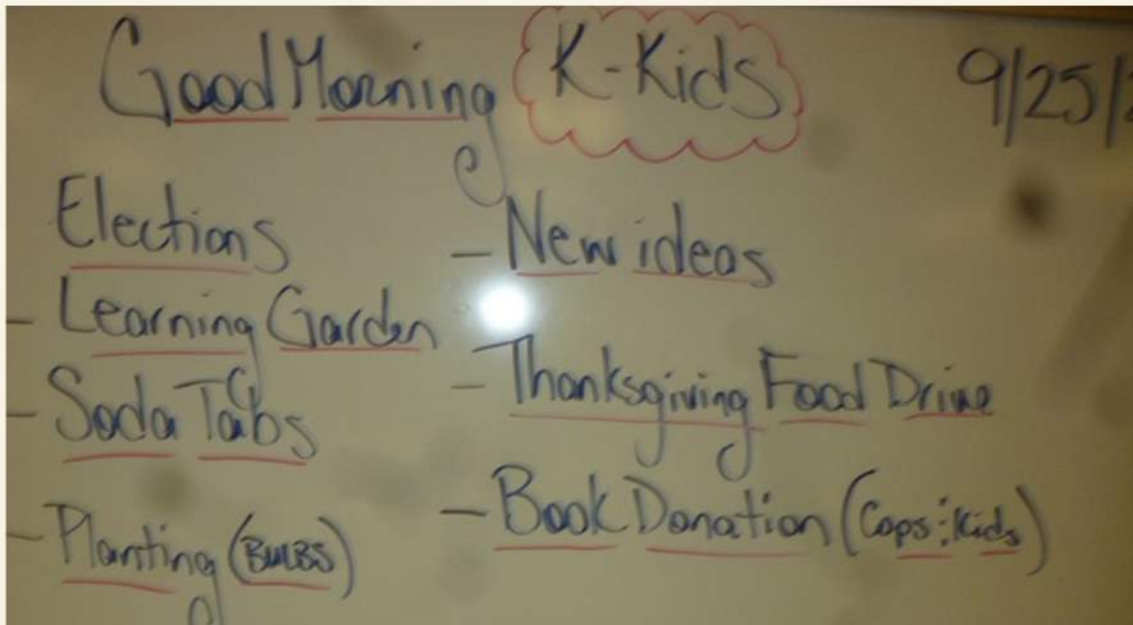 Good Morning K-Kids 9/25/
Elections
- Learning Garden
- Soda Tabs
- Planting (BULBS)
- New ideas
- Thanksgiving Food Drive
- Book Donation (Cops : Kids)